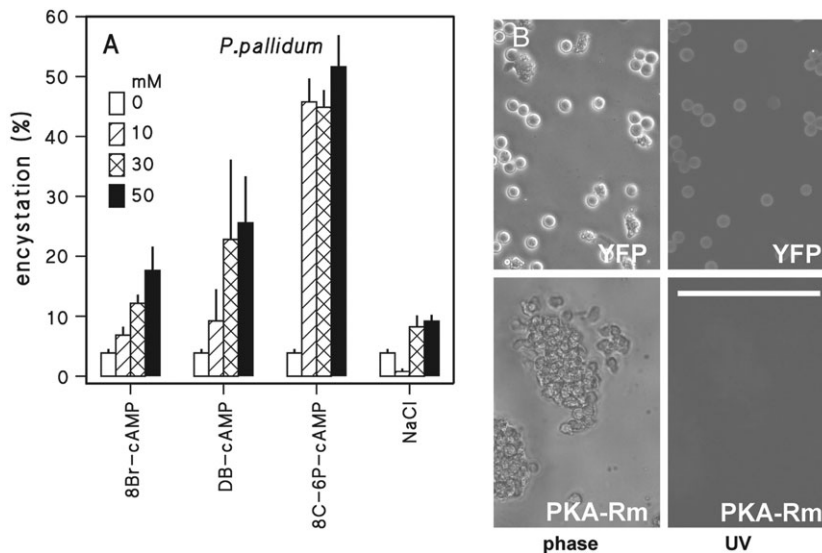 60
50
40
30
20
10
0
encystation (%)
A
P.pallidum
mM
0
10
30
50
8Br-cAMP
DB-cAMP
8C-6P-cAMP
NaCl
B
YFP
YFP
PKA-Rm
PKA-Rm
phase
UV